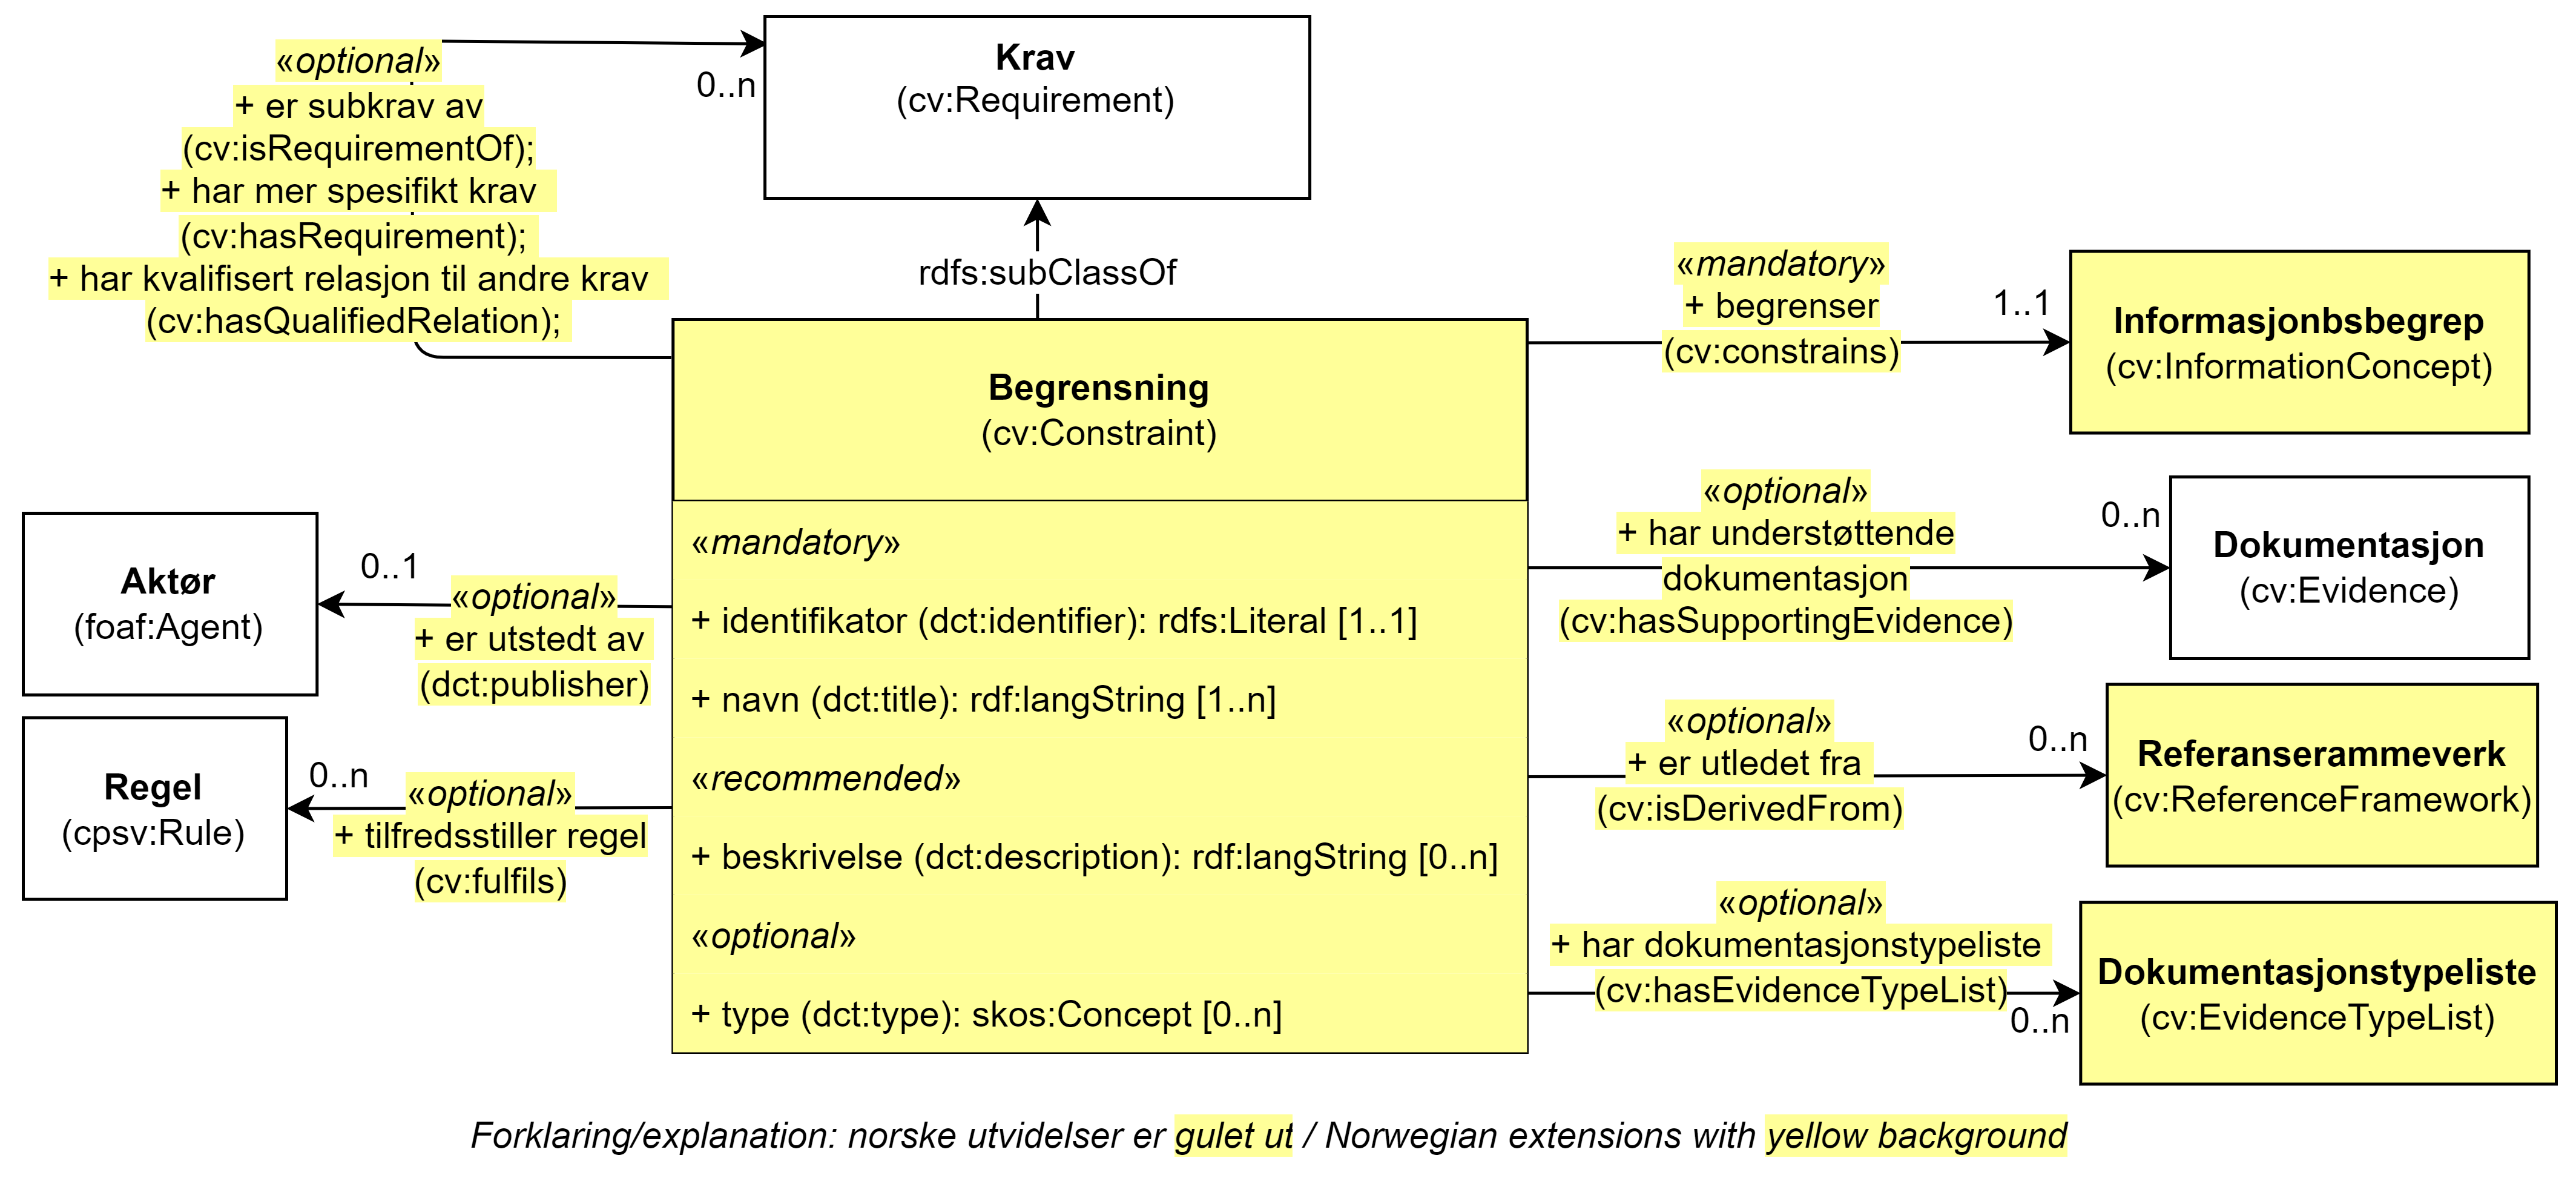 «optional»
+ er subkrav av
(cv:isRequirementOf);
+ har mer spesifikt krav
(cv:hasRequirement);
+ har kvalifisert relasjon til andre krav
(cv:hasQualifiedRelation);
0..n
Krav
(cv:Requirement)
rdfs:subClassOf
Begrensning
(cv:Constraint)
«mandatory»
+ identifikator (dct:identifier): rdfs:Literal [1..1]
+ navn (dct:title): rdf:langString [1..n]
«recommended»
+ beskrivelse (dct:description): rdf:langString [0..n]
«optional»
+ type (dct:type): skos:Concept [0..n]
Aktør
(foaf:Agent)
0..1
«optional»
+ er utstedt av
(dct:publisher)
Regel
(cpsv:Rule)
0..n
«optional»
+ tilfredsstiller regel
(cv:fulfils)
«mandatory»
+ begrenser
(cv:constrains)
1..1
Informasjonbsbegrep
(cv:InformationConcept)
«optional»
+ har understøttende
dokumentasjon
(cv:hasSupportingEvidence)
0..n
Dokumentasjon
(cv:Evidence)
«optional»
+ er utledet fra
(cv:isDerivedFrom)
0..n
Referanserammeverk
(cv:ReferenceFramework)
«optional»
+ har dokumentasjonstypeliste
(cv:hasEvidenceTypeList)
0..n
Dokumentasjonstypeliste
(cv:EvidenceTypeList)
Forklaring/explanation: norske utvidelser er gulet ut / Norwegian extensions with yellow background